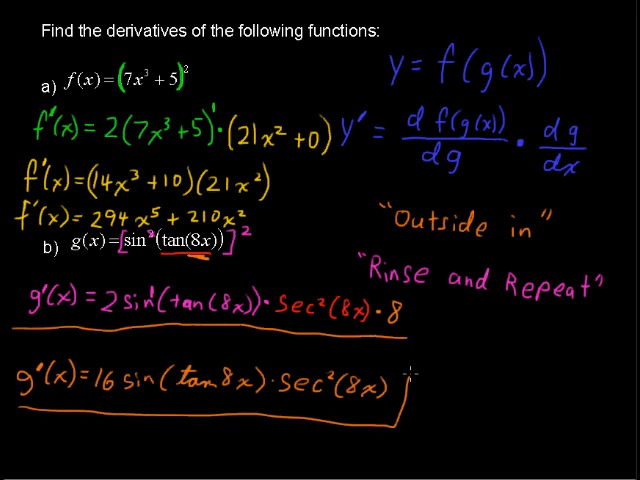 Find the derivatives of the following functions:
a) f(x) = (7x³ + 5)²
y = f(g(x))
f'(x) = 2(7x³+5)¹ · (21x² + 0)
y' = d f(g(x))/dg · dg/dx
f'(x) = (14x³+10)(21x²)
f'(x) = 294x⁵ + 210x²
"Outside in"
b) g(x) = [sin²(tan(8x))]²
"Rinse and Repeat"
g'(x) = 2 sin¹(tan(8x)) · sec²(8x) · 8
g'(x) = 16 sin(tan 8x) · sec²(8x)